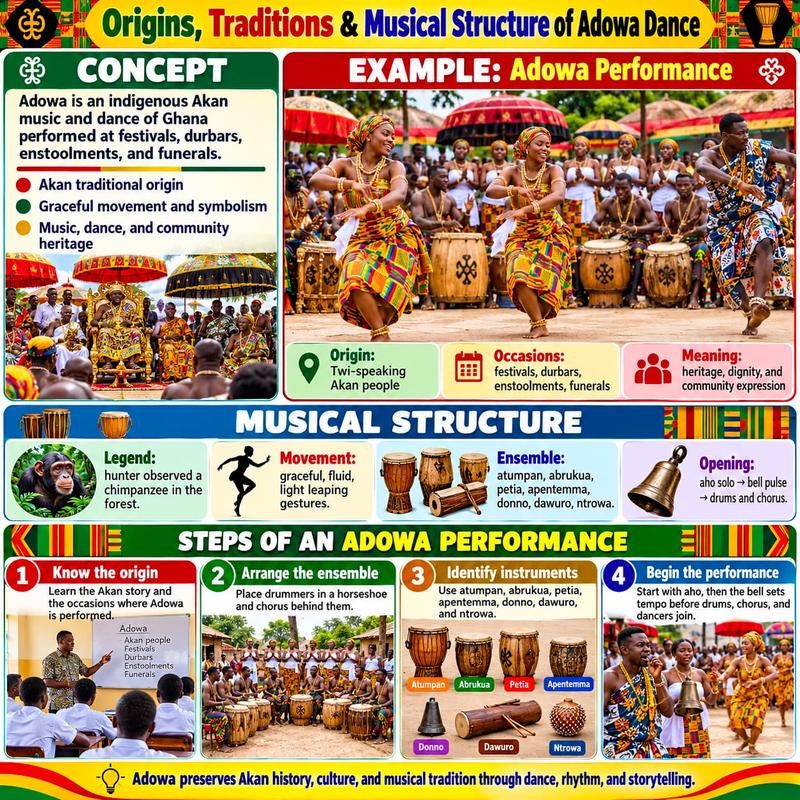 Origins, Traditions & Musical Structure of Adowa Dance
CONCEPT
Adowa is an indigenous Akan
music and dance of Ghana
performed at festivals, durbars,
enstoolments, and funerals.
Akan traditional origin
Graceful movement and symbolism
Music, dance, and community
heritage
EXAMPLE: Adowa Performance
Origin:
Twi-speaking
Akan people
Occasions:
festivals, durbars,
enstoolments, funerals
Meaning:
heritage, dignity, and
community expression
MUSICAL STRUCTURE
Legend:
hunter observed a
chimpanzee in the
forest.
Movement:
graceful, fluid,
light leaping
gestures.
Ensemble:
atumpan, abrukua,
petia, apentemma,
donno, dawuro, ntrowa.
Opening:
aho solo → bell pulse
→ drums and chorus.
STEPS OF AN ADOWA PERFORMANCE
1 Know the origin
Learn the Akan story and
the occasions where Adowa
is performed.
Adowa
- Akan people
Festivals
Durbars
Enstoolments
Funerals
2 Arrange the ensemble
Place drummers in a horseshoe
and chorus behind them.
3 Identify instruments
Use atumpan, abrukua, petia,
apentemma, donno, dawuro,
and ntrowa.
Atumpan
Abrukua
Petia
Apentemma
Donno
Dawuro
Ntrowa
4 Begin the performance
Start with aho, then the bell sets
tempo before drums, chorus, and
dancers join.
Adowa preserves Akan history, culture, and musical tradition through dance, rhythm, and storytelling.